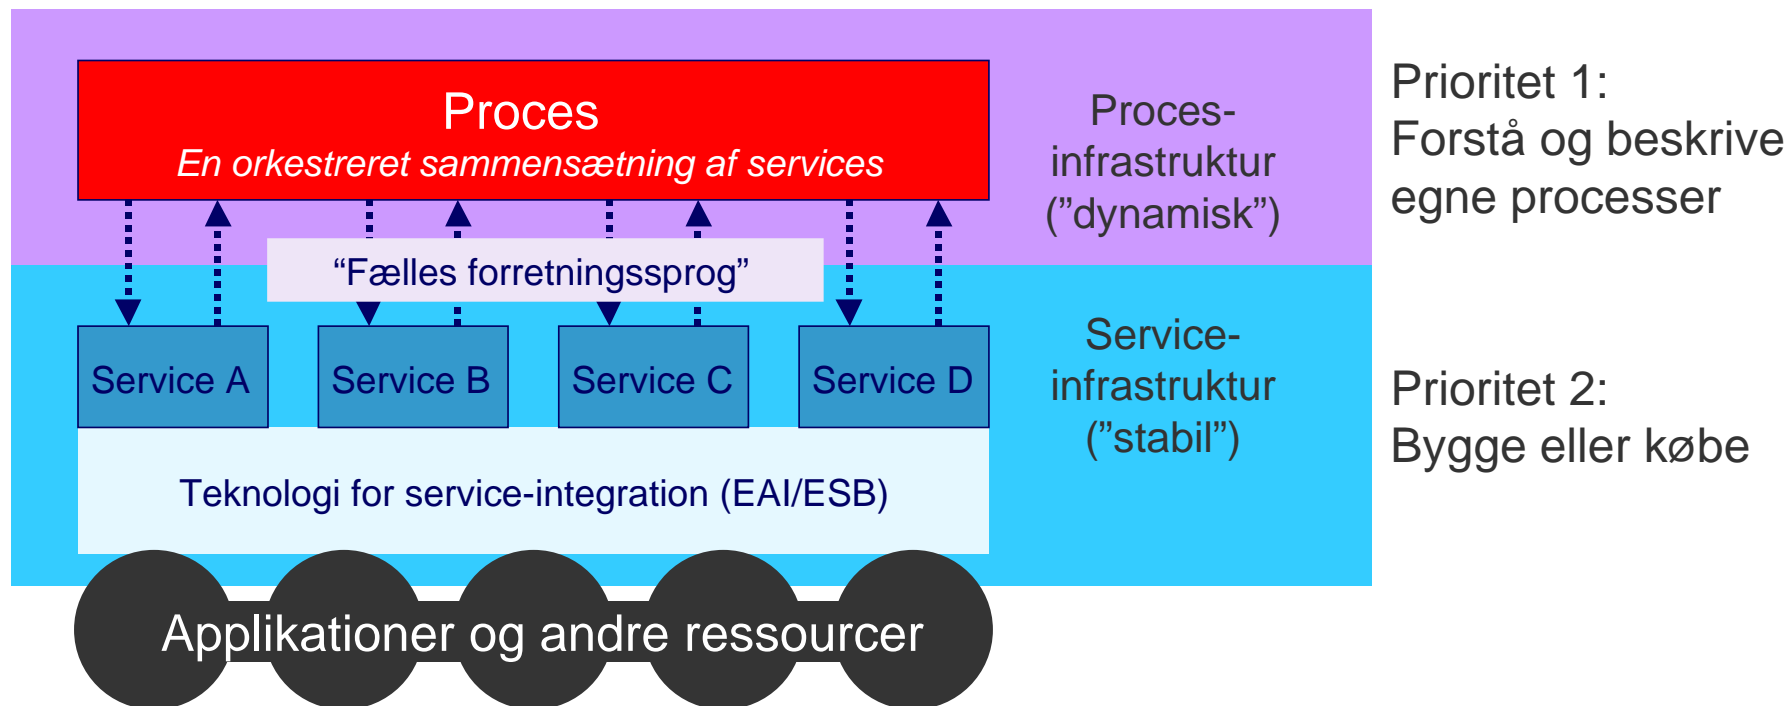 Proces
En orkestreret sammensætning af services
Proces-
infrastruktur
(”dynamisk”)
Prioritet 1:
Forstå og beskrive
egne processer
“Fælles forretningssprog”
Service A
Service B
Service C
Service D
Service-
infrastruktur
(”stabil”)
Prioritet 2:
Bygge eller købe
Teknologi for service-integration (EAI/ESB)
Applikationer og andre ressourcer